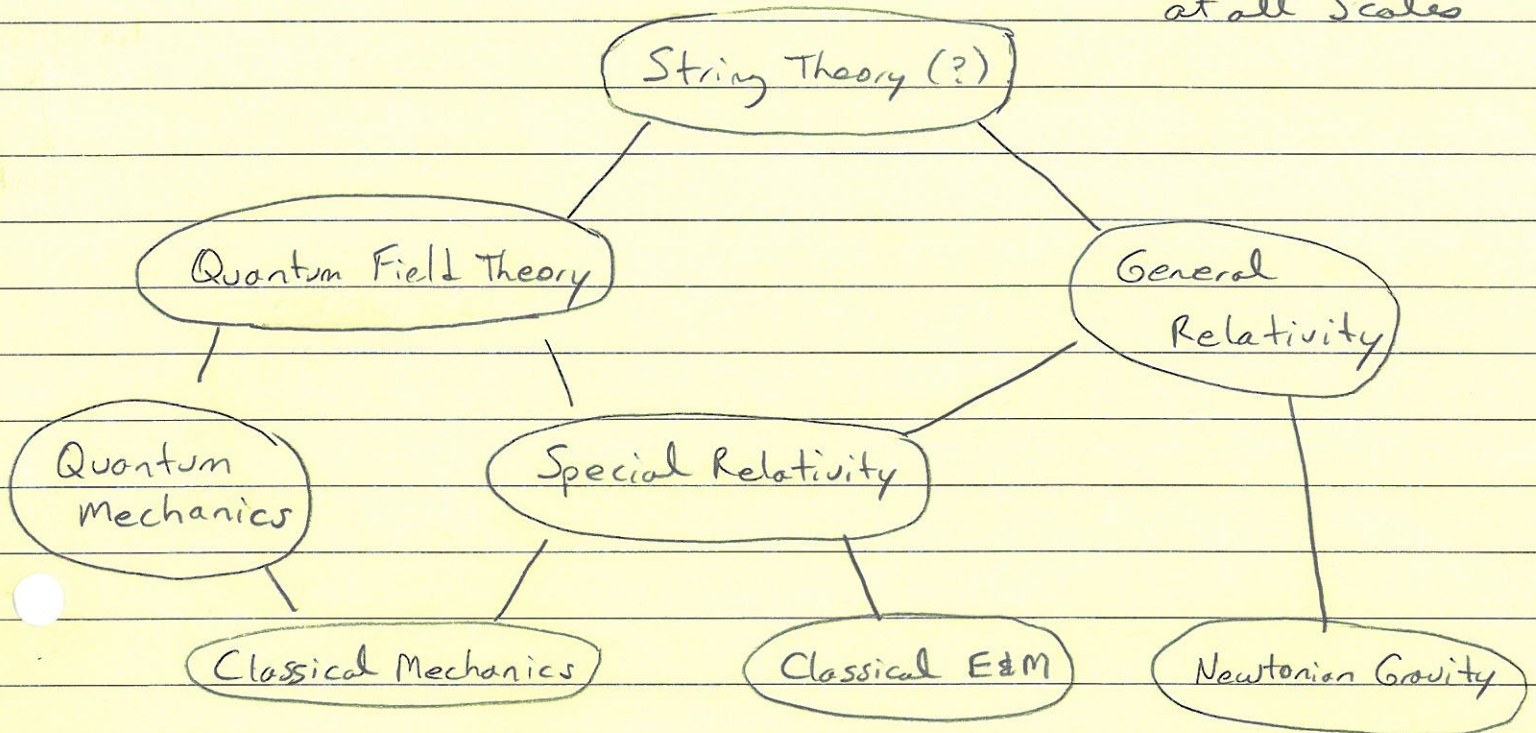 at all scales
String Theory (?)
Quantum Field Theory
General
Relativity
Quantum
Mechanics
Special Relativity
Classical Mechanics
Classical E&M
Newtonian Gravity